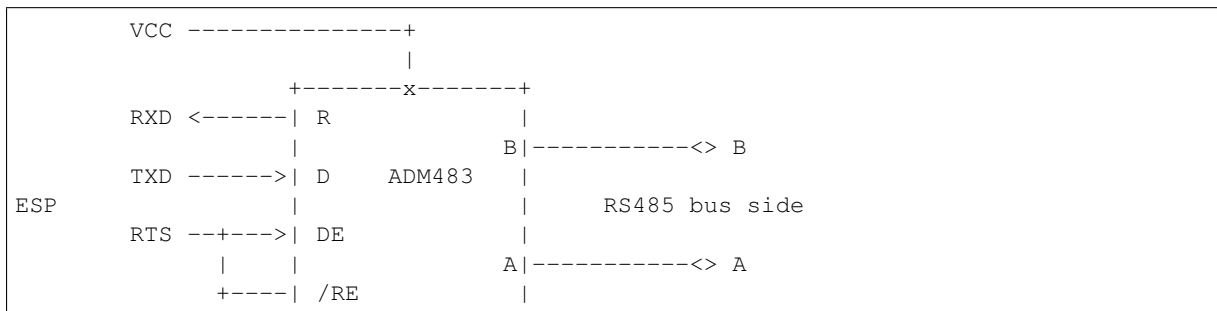 VCC ---------------+
                           |
                   +-------x-------+
        RXD <------| R             |
                   |              B|-----------<> B
        TXD ------>| D    ADM483   |
ESP                |               |     RS485 bus side
        RTS --+--->| DE            |
              |    |              A|-----------<> A
              +----| /RE           |